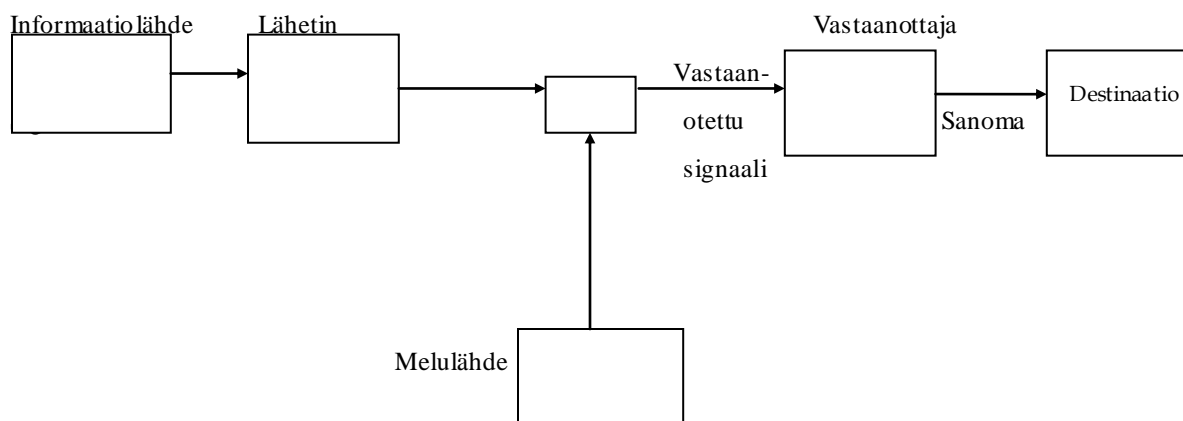 Informaatiolähde
Lähetin
Vastaanottaja
Vastaan-
otettu
signaali
Sanoma
Destinaatio
Melulähde